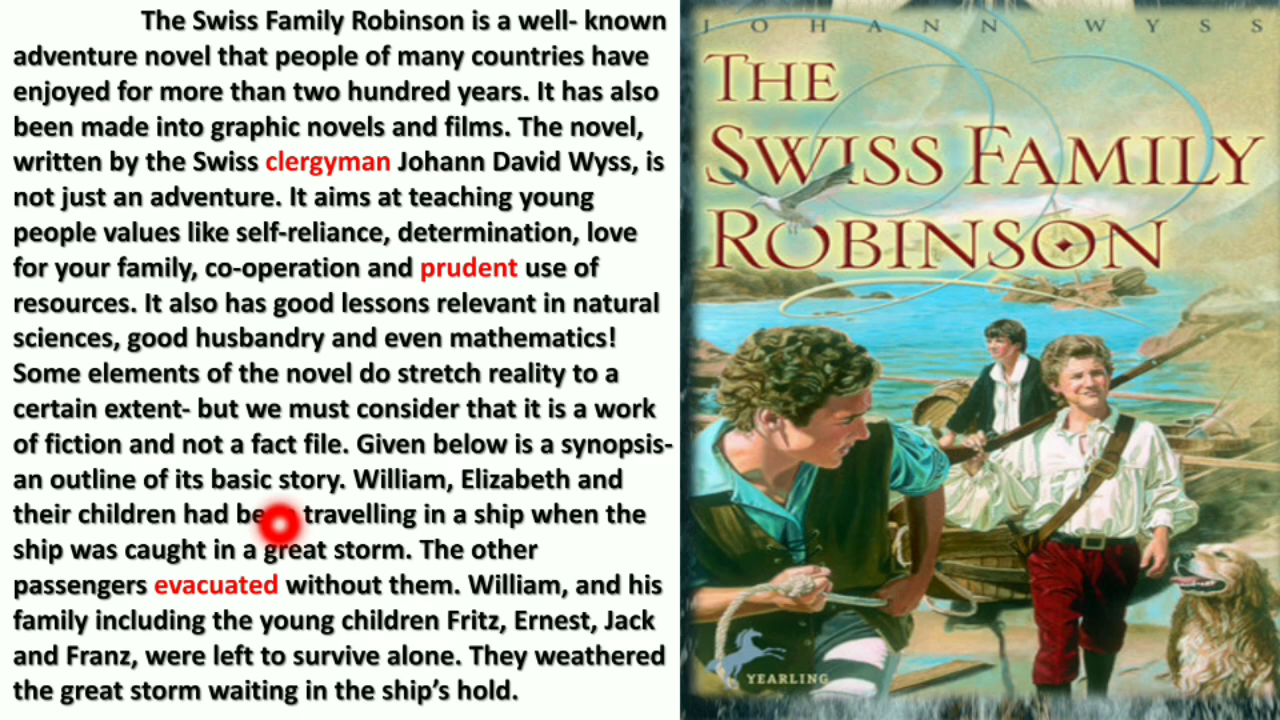 The Swiss Family Robinson is a well- known
adventure novel that people of many countries have
enjoyed for more than two hundred years. It has also
been made into graphic novels and films. The novel,
written by the Swiss clergyman Johann David Wyss, is
not just an adventure. It aims at teaching young
people values like self-reliance, determination, love
for your family, co-operation and prudent use of
resources. It also has good lessons relevant in natural
sciences, good husbandry and even mathematics!
Some elements of the novel do stretch reality to a
certain extent- but we must consider that it is a work
of fiction and not a fact file. Given below is a synopsis-
an outline of its basic story. William, Elizabeth and
their children had been travelling in a ship when the
ship was caught in a great storm. The other
passengers evacuated without them. William, and his
family including the young children Fritz, Ernest, Jack
and Franz, were left to survive alone. They weathered
the great storm waiting in the ship's hold.
JOHANN WYSS
THE
SWISS FAMILY
ROBINSON
YEARLING